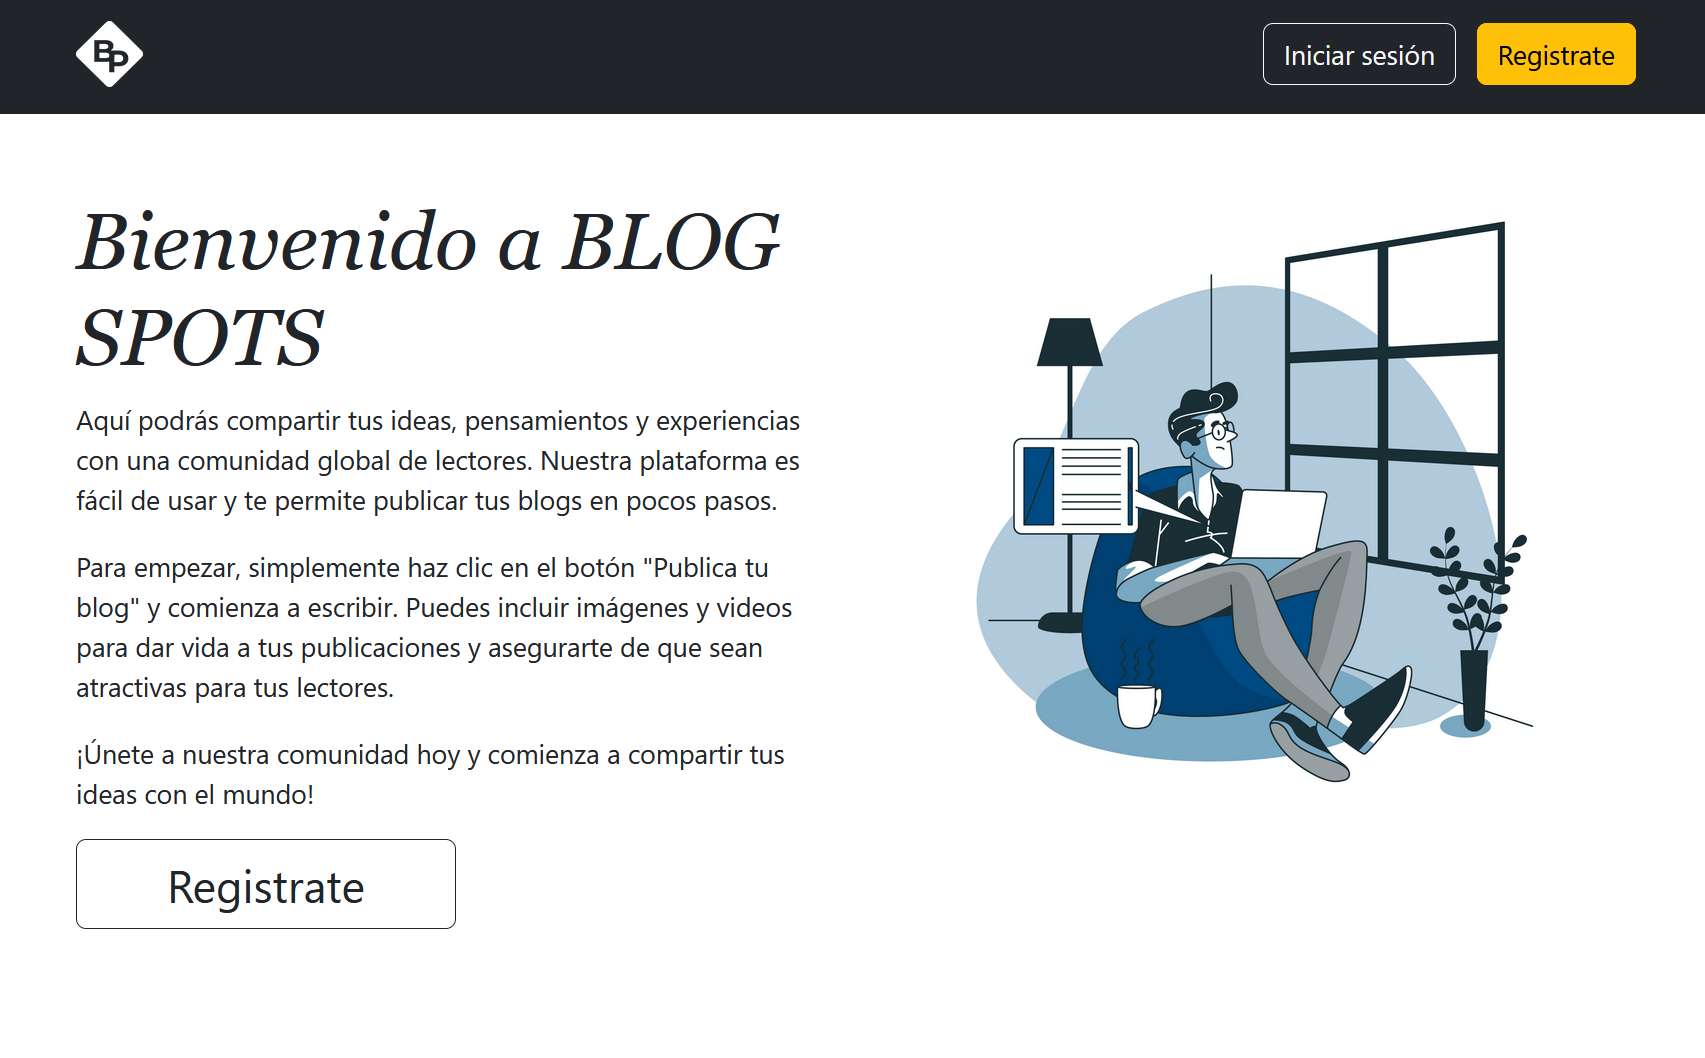 BP
Iniciar sesión
Registrate
Bienvenido a BLOG
SPOTS
Aquí podrás compartir tus ideas, pensamientos y experiencias
con una comunidad global de lectores. Nuestra plataforma es
fácil de usar y te permite publicar tus blogs en pocos pasos.
Para empezar, simplemente haz clic en el botón "Publica tu
blog" y comienza a escribir. Puedes incluir imágenes y videos
para dar vida a tus publicaciones y asegurarte de que sean
atractivas para tus lectores.
¡Únete a nuestra comunidad hoy y comienza a compartir tus
ideas con el mundo!
Registrate